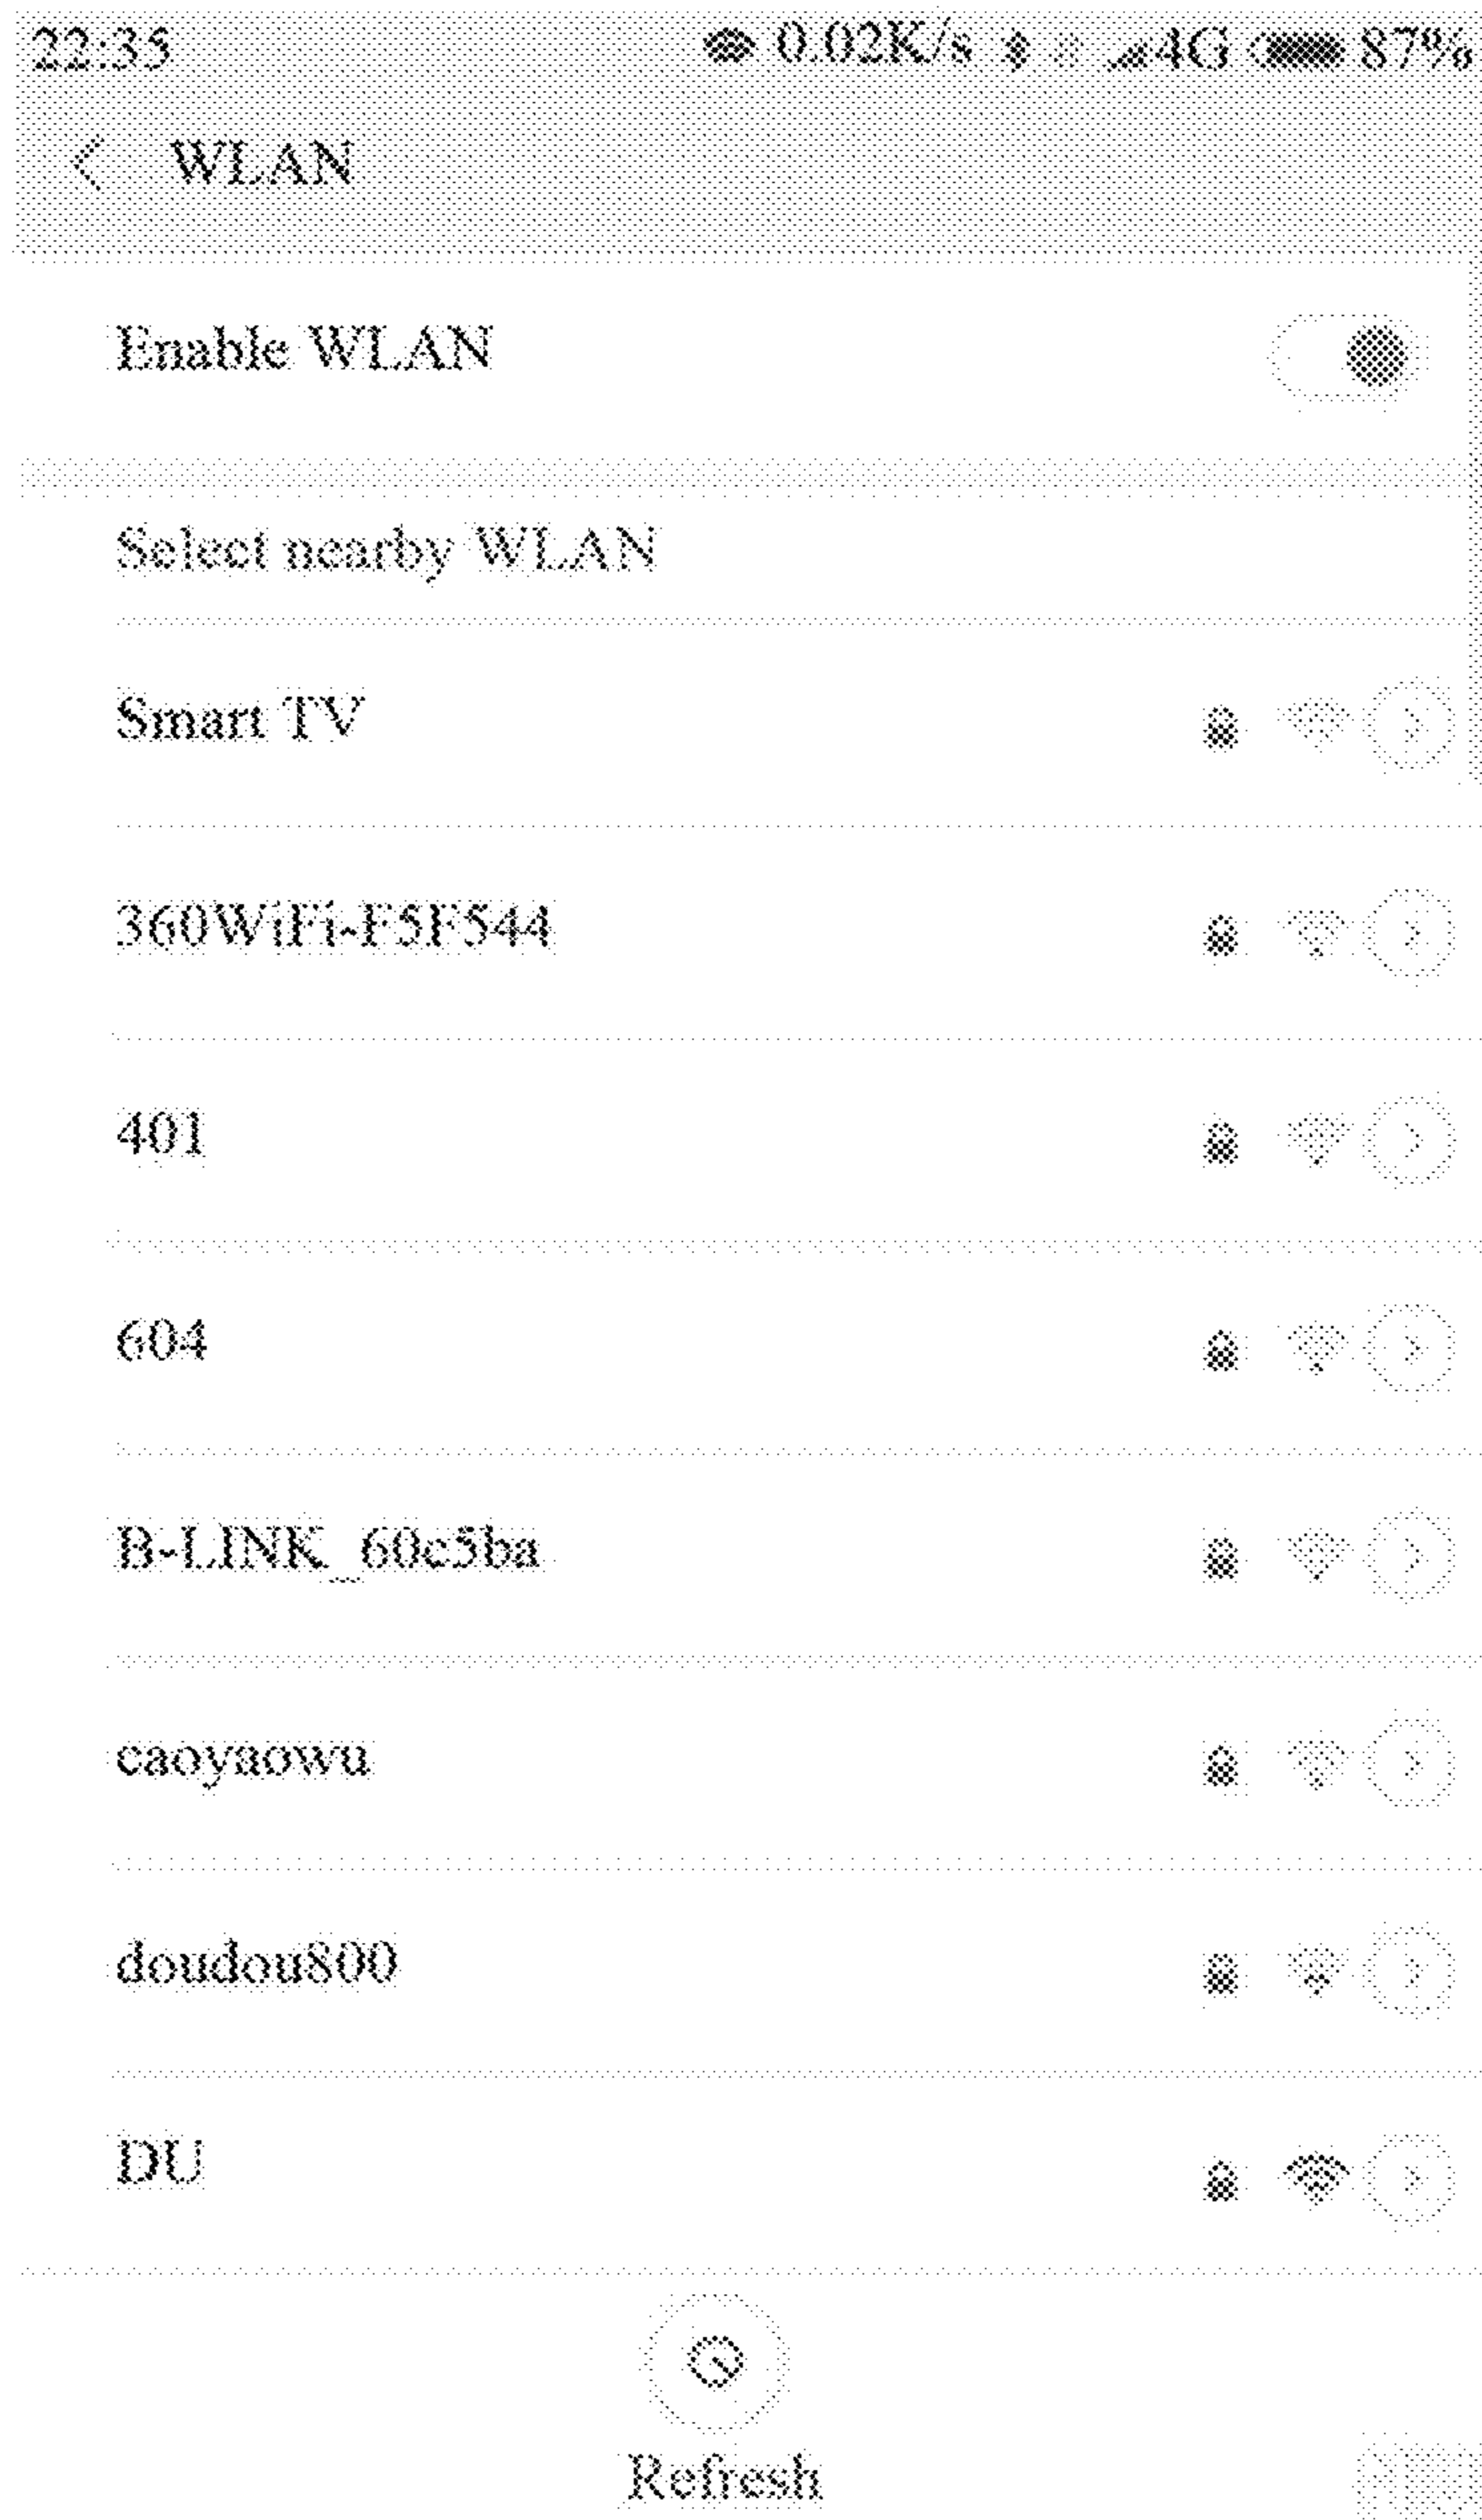 22:35 0.02K/s 4G 87%
WLAN
Enable WLAN
Select nearby WLAN
Smart TV
360WiFi-F5F544
401
604
B-LINK_60c5ba
caoyaowu
doudou800
DU
Refresh